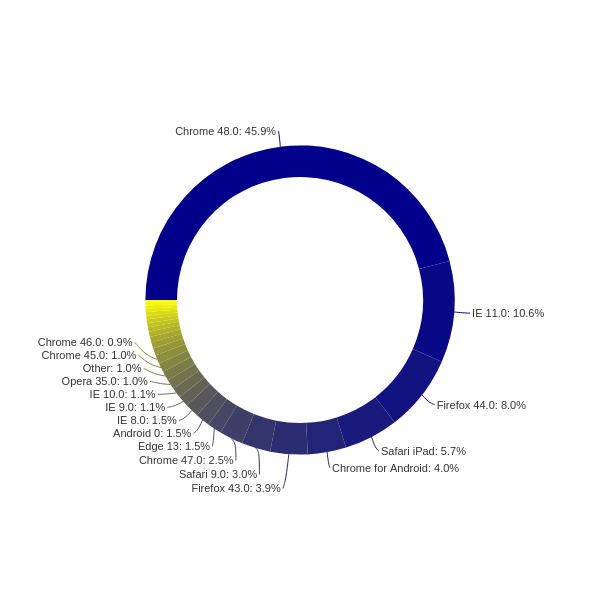 Chrome 48.0: 45.9%
IE 11.0: 10.6%
Firefox 44.0: 8.0%
Safari iPad: 5.7%
Chrome for Android: 4.0%
Firefox 43.0: 3.9%
Safari 9.0: 3.0%
Chrome 47.0: 2.5%
Edge 13: 1.5%
Android 0: 1.5%
IE 8.0: 1.5%
IE 9.0: 1.1%
IE 10.0: 1.1%
Opera 35.0: 1.0%
Other: 1.0%
Chrome 45.0: 1.0%
Chrome 46.0: 0.9%